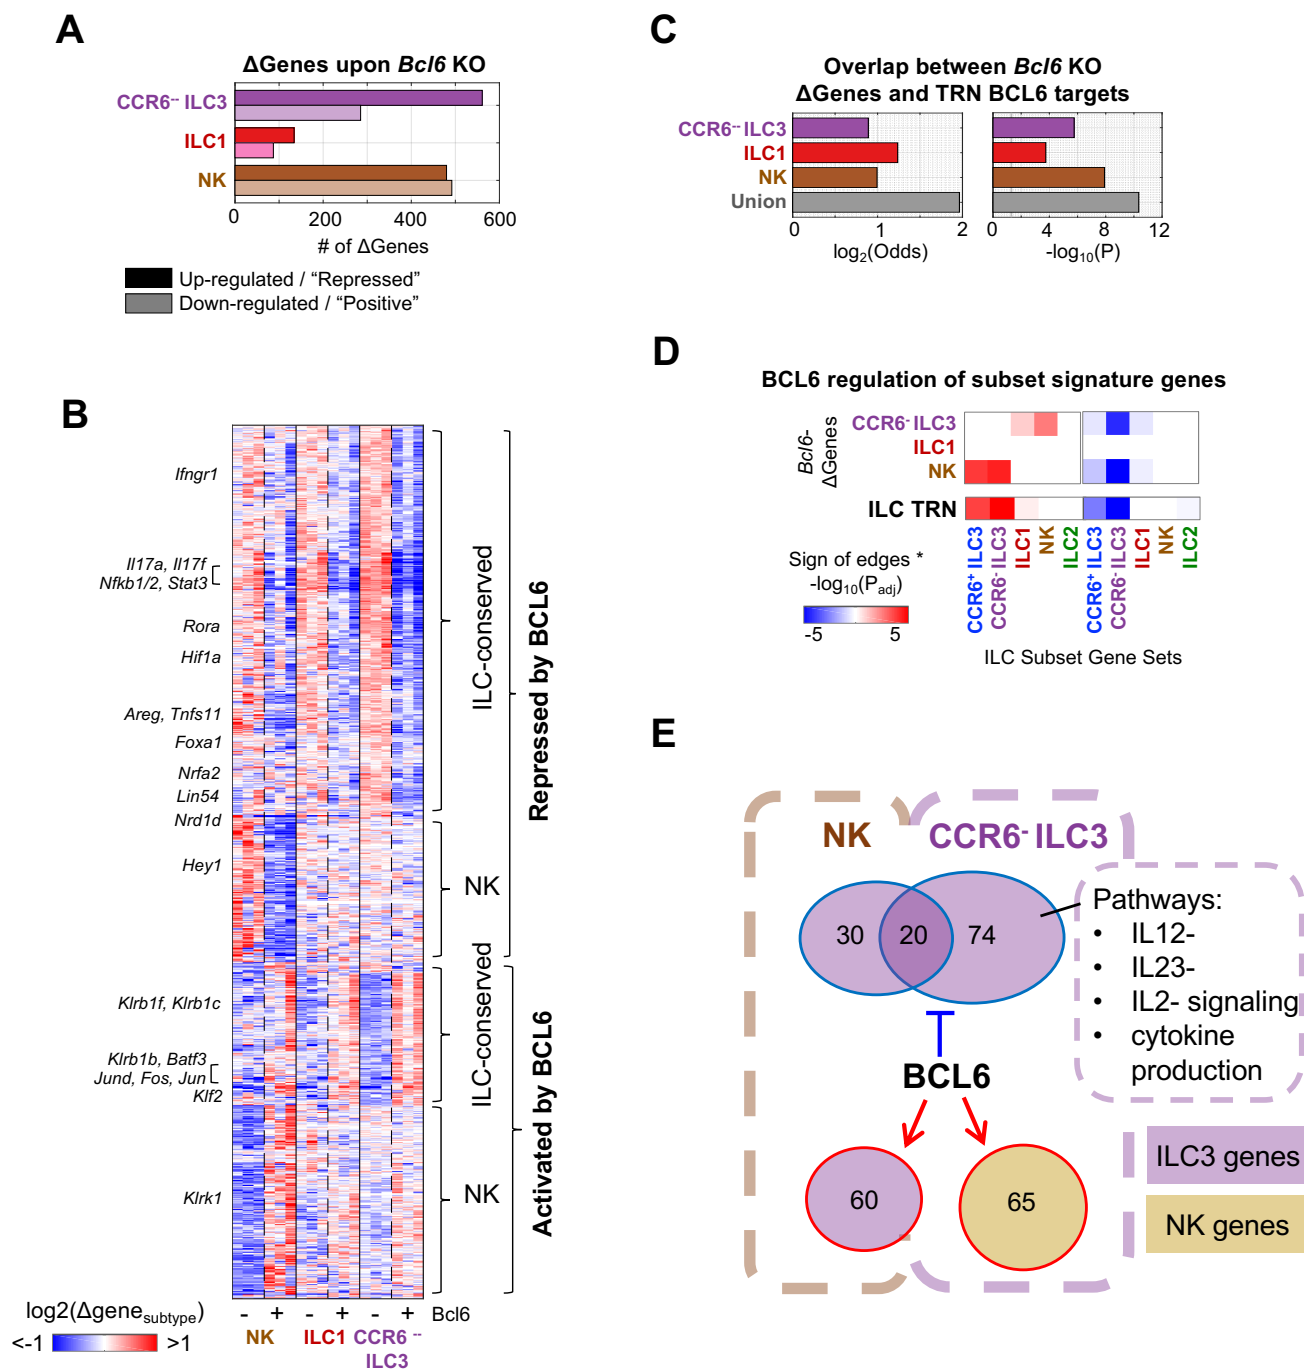 A
ΔGenes upon Bcl6 KO
CCR6-- ILC3
ILC1
NK
0 200 400 600
# of ΔGenes
Up-regulated / “Repressed”
Down-regulated / “Positive”
C
Overlap between Bcl6 KO
ΔGenes and TRN BCL6 targets
CCR6-- ILC3
ILC1
NK
Union
0 1 2
log2(Odds)
0 4 8 12
-log10(P)
D
BCL6 regulation of subset signature genes
Bcl6-
ΔGenes
CCR6- ILC3
ILC1
NK
ILC TRN
CCR6+ ILC3
CCR6- ILC3
ILC1
NK
ILC2
CCR6+ ILC3
CCR6- ILC3
ILC1
NK
ILC2
Sign of edges *
-log10(Padj)
-5 5
ILC Subset Gene Sets
B
Ifngr1
Il17a, Il17f
Nfkb1/2, Stat3
Rora
Hif1a
Areg, Tnfs11
Foxa1
Nrfa2
Lin54
Nrd1d
Hey1
Klrb1f, Klrb1c
Klrb1b, Batf3
Jund, Fos, Jun
Klf2
Klrk1
ILC-conserved
NK
Repressed by BCL6
ILC-conserved
NK
Activated by BCL6
- + - + - + Bcl6
NK ILC1 CCR6 --
ILC3
log2(Δgenesubtype)
<-1 >1
E
NK CCR6- ILC3
30 20 74
Pathways:
• IL12-
• IL23-
• IL2- signaling
• cytokine
production
BCL6
60 65
ILC3 genes
NK genes